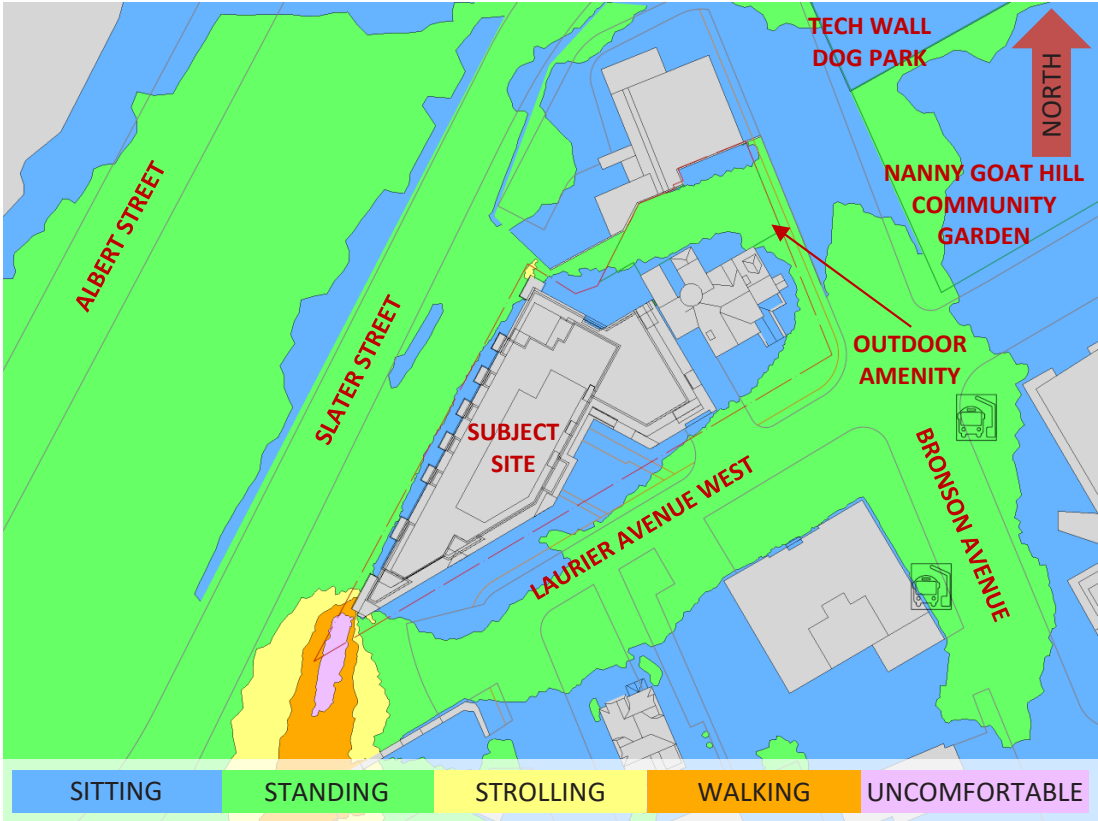 TECH WALL
DOG PARK
NORTH
NANNY GOAT HILL
COMMUNITY
GARDEN
ALBERT STREET
SLATER STREET
OUTDOOR
AMENITY
SUBJECT
SITE
LAURIER AVENUE WEST
BRONSON AVENUE
SITTING
STANDING
STROLLING
WALKING
UNCOMFORTABLE